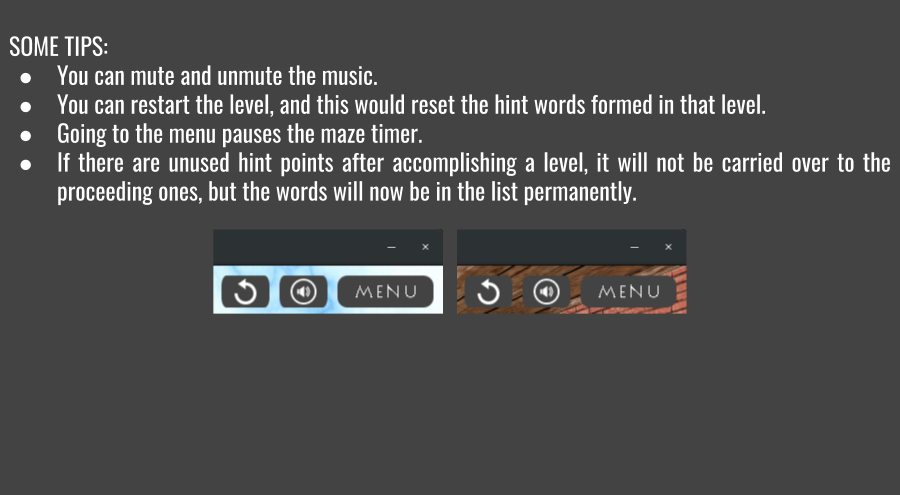 SOME TIPS:
● You can mute and unmute the music.
● You can restart the level, and this would reset the hint words formed in that level.
● Going to the menu pauses the maze timer.
● If there are unused hint points after accomplishing a level, it will not be carried over to the
proceeding ones, but the words will now be in the list permanently.
MENU
MENU